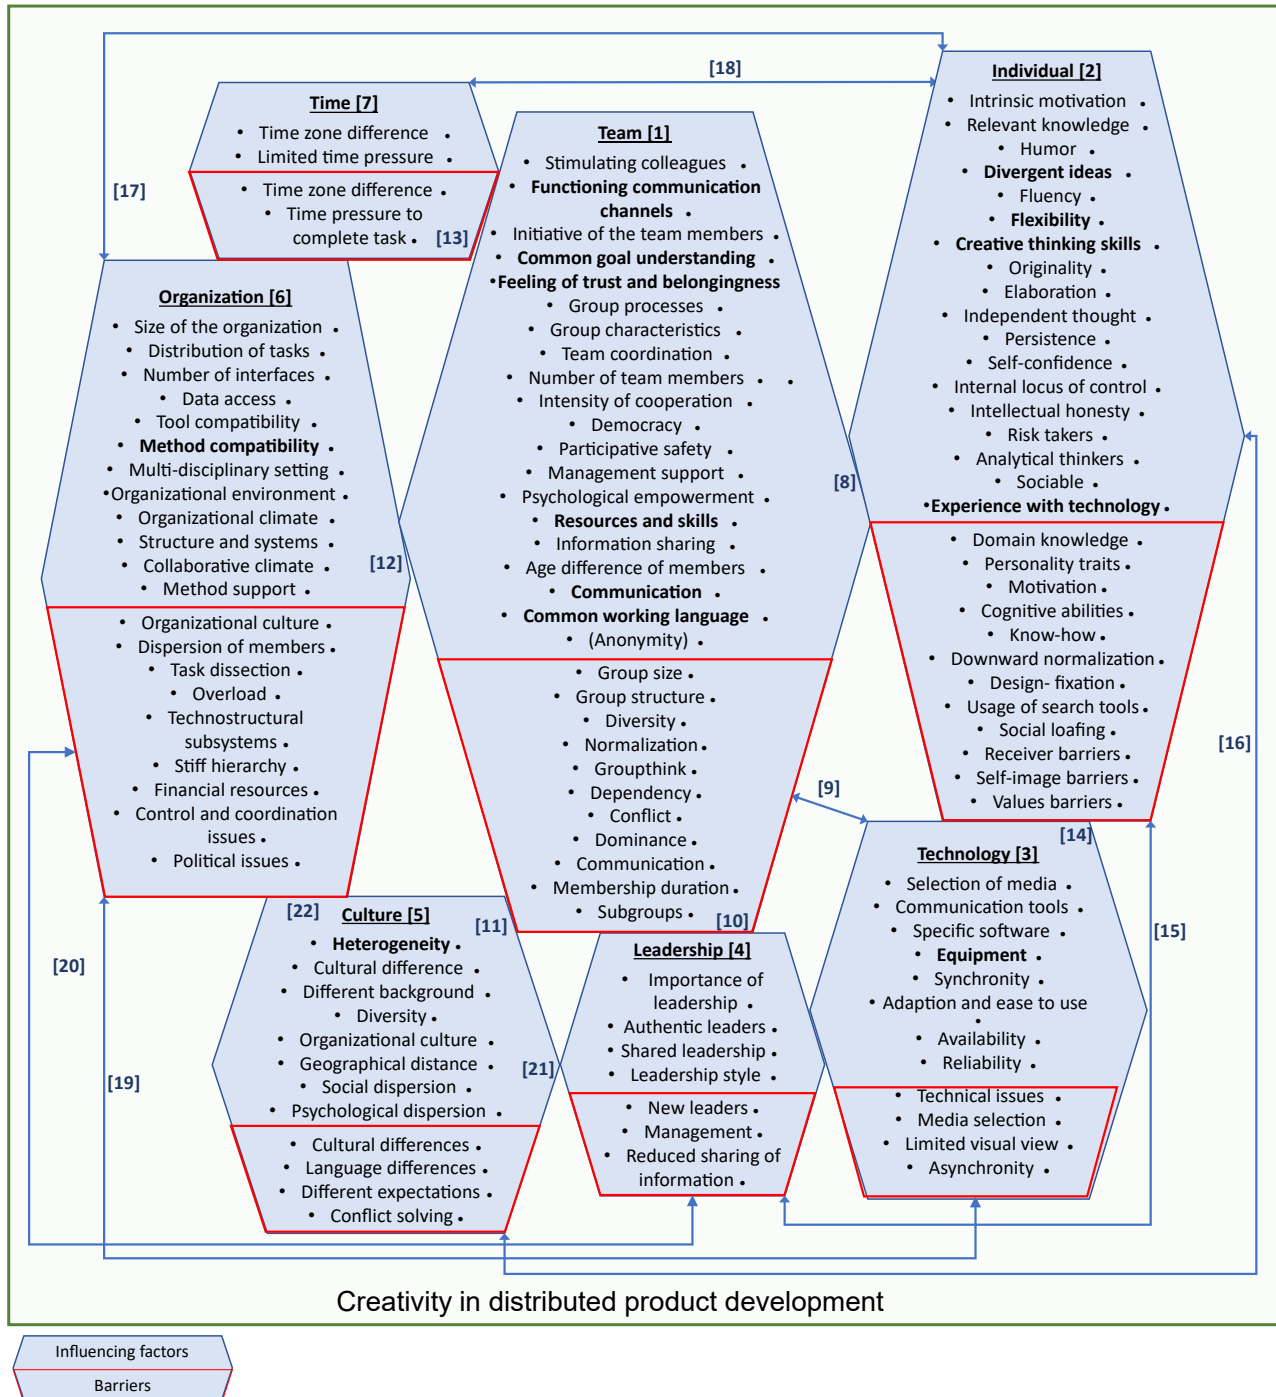 [18]
[17]
Time [7]
• Time zone difference •
• Limited time pressure •
• Time zone difference •
• Time pressure to
complete task •
[13]
Team [1]
• Stimulating colleagues •
• Functioning communication
channels •
• Initiative of the team members •
• Common goal understanding •
•Feeling of trust and belongingness
• Group processes •
• Group characteristics •
• Team coordination •
• Number of team members • •
• Intensity of cooperation •
• Democracy •
• Participative safety •
• Management support •
• Psychological empowerment •
• Resources and skills •
• Information sharing •
• Age difference of members •
• Communication •
• Common working language •
• (Anonymity) •
• Group size •
• Group structure •
• Diversity •
• Normalization •
• Groupthink •
• Dependency •
• Conflict •
• Dominance •
• Communication •
• Membership duration •
• Subgroups •
[10]
Individual [2]
• Intrinsic motivation •
• Relevant knowledge •
• Humor •
• Divergent ideas •
• Fluency •
• Flexibility •
• Creative thinking skills •
• Originality •
• Elaboration •
• Independent thought •
• Persistence •
• Self-confidence •
• Internal locus of control •
• Intellectual honesty •
• Risk takers •
• Analytical thinkers •
• Sociable •
•Experience with technology •
• Domain knowledge •
• Personality traits •
• Motivation •
• Cognitive abilities •
• Know-how •
• Downward normalization •
• Design- fixation •
• Usage of search tools •
• Social loafing •
• Receiver barriers •
• Self-image barriers •
• Values barriers •
[8]
[16]
Organization [6]
• Size of the organization •
• Distribution of tasks •
• Number of interfaces •
• Data access •
• Tool compatibility •
• Method compatibility •
• Multi-disciplinary setting •
•Organizational environment •
• Organizational climate •
• Structure and systems •
• Collaborative climate •
• Method support •
• Organizational culture •
• Dispersion of members •
• Task dissection •
• Overload •
• Technostructural
subsystems •
• Stiff hierarchy •
• Financial resources •
• Control and coordination
issues •
• Political issues •
[12]
[9]
[14]
Technology [3]
• Selection of media •
• Communication tools •
• Specific software •
• Equipment •
• Synchronity •
• Adaption and ease to use
•
• Availability •
• Reliability •
• Technical issues •
• Media selection •
• Limited visual view •
• Asynchronity •
[15]
[22]
Culture [5]
[11]
• Heterogeneity •
• Cultural difference •
• Different background •
• Diversity •
• Organizational culture •
• Geographical distance •
• Social dispersion •
• Psychological dispersion •
• Cultural differences •
• Language differences •
• Different expectations •
• Conflict solving •
[20]
[19]
[21]
Leadership [4]
• Importance of
leadership •
• Authentic leaders •
• Shared leadership •
• Leadership style •
• New leaders •
• Management •
• Reduced sharing of
information •
Creativity in distributed product development
Influencing factors
Barriers